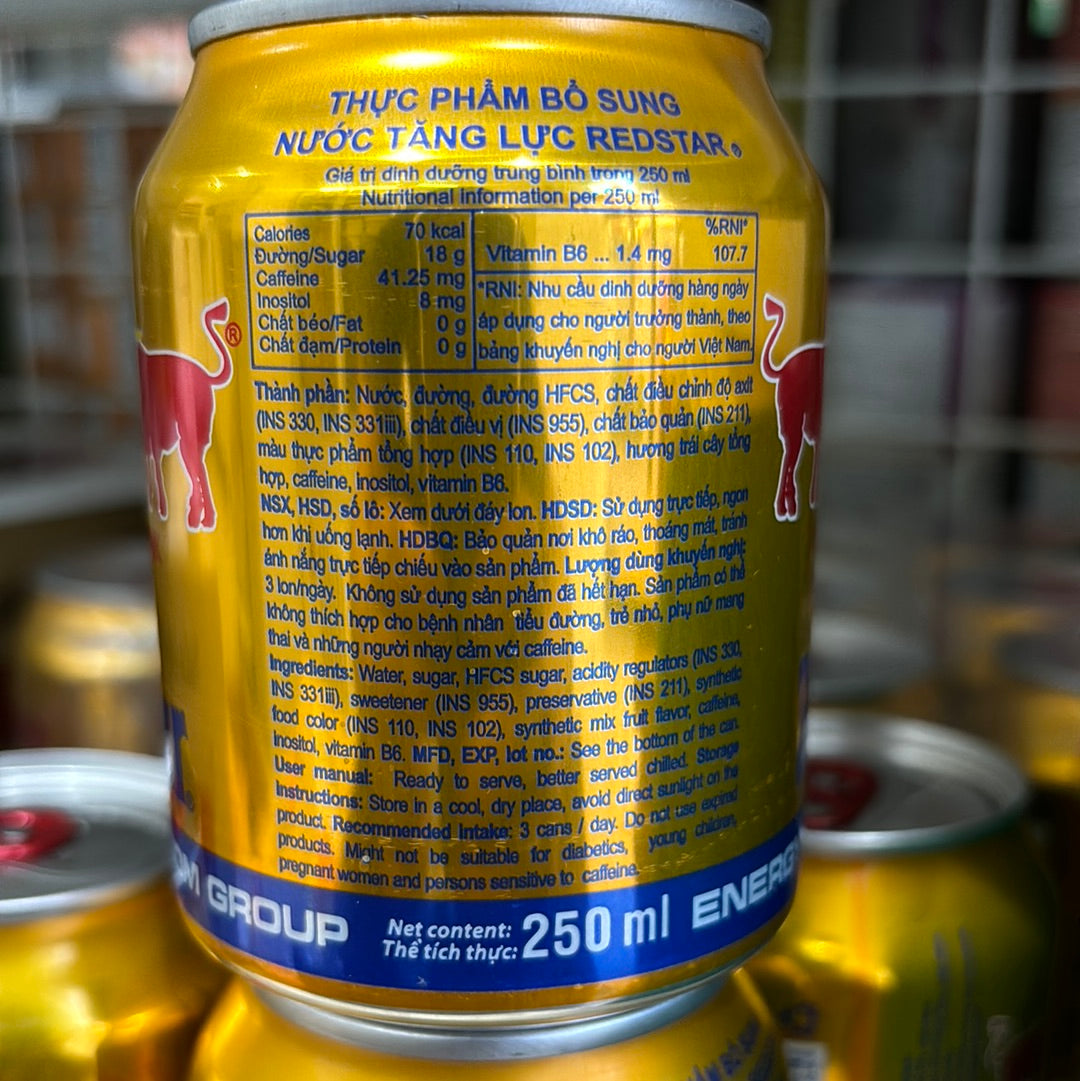 THỰC PHẨM BỔ SUNG
NƯỚC TĂNG LỰC REDSTAR®
Giá trị dinh dưỡng trung bình trong 250 ml
Nutritional information per 250 ml
Calories 70 kcal
Đường/Sugar 18 g
Caffeine 41.25 mg
Inositol 8 mg
Chất béo/Fat 0 g
Chất đạm/Protein 0 g
%RNI*
Vitamin B6 ... 1.4 mg 107.7
*RNI: Nhu cầu dinh dưỡng hàng ngày
áp dụng cho người trưởng thành, theo
bảng khuyến nghị cho người Việt Nam.
®
Thành phần: Nước, đường, đường HFCS, chất điều chỉnh độ axit
(INS 330, INS 331iii), chất điều vị (INS 955), chất bảo quản (INS 211),
màu thực phẩm tổng hợp (INS 110, INS 102), hương trái cây tổng
hợp, caffeine, inositol, vitamin B6.
NSX, HSD, số lô: Xem dưới đáy lon. HDSD: Sử dụng trực tiếp, ngon
hơn khi uống lạnh. HDBQ: Bảo quản nơi khô ráo, thoáng mát, tránh
ánh nắng trực tiếp chiếu vào sản phẩm. Lượng dùng khuyến nghị:
3 lon/ngày. Không sử dụng sản phẩm đã hết hạn. Sản phẩm có thể
không thích hợp cho bệnh nhân tiểu đường, trẻ nhỏ, phụ nữ mang
thai và những người nhạy cảm với caffeine.
Ingredients: Water, sugar, HFCS sugar, acidity regulators (INS 330,
INS 331iii), sweetener (INS 955), preservative (INS 211), synthetic
food color (INS 110, INS 102), synthetic mix fruit flavor, caffeine,
inositol, vitamin B6. MFD, EXP, lot no.: See the bottom of the can.
User manual: Ready to serve, better served chilled. Storage
Instructions: Store in a cool, dry place, avoid direct sunlight on the
product. Recommended Intake: 3 cans / day. Do not use expired
products. Might not be suitable for diabetics, young children,
pregnant women and persons sensitive to caffeine.
GROUP
Net content:
Thể tích thực: 250 ml
ENERGY